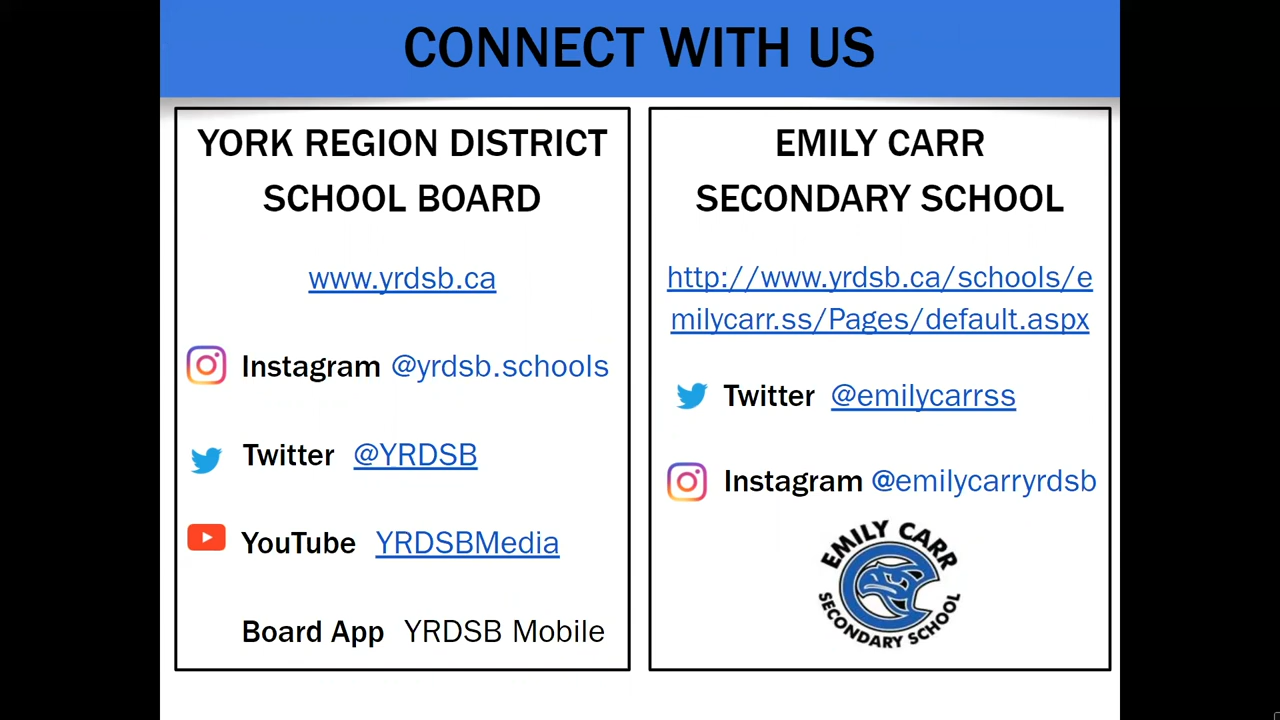 CONNECT WITH US
YORK REGION DISTRICT
SCHOOL BOARD
www.yrdsb.ca
Instagram @yrdsb.schools
Twitter @YRDSB
YouTube YRDSBMedia
Board App YRDSB Mobile
EMILY CARR
SECONDARY SCHOOL
http://www.yrdsb.ca/schools/e
milycarr.ss/Pages/default.aspx
Twitter @emilycarrss
Instagram @emilycarryrdsb
EMILY CARR
SECONDARY SCHOOL